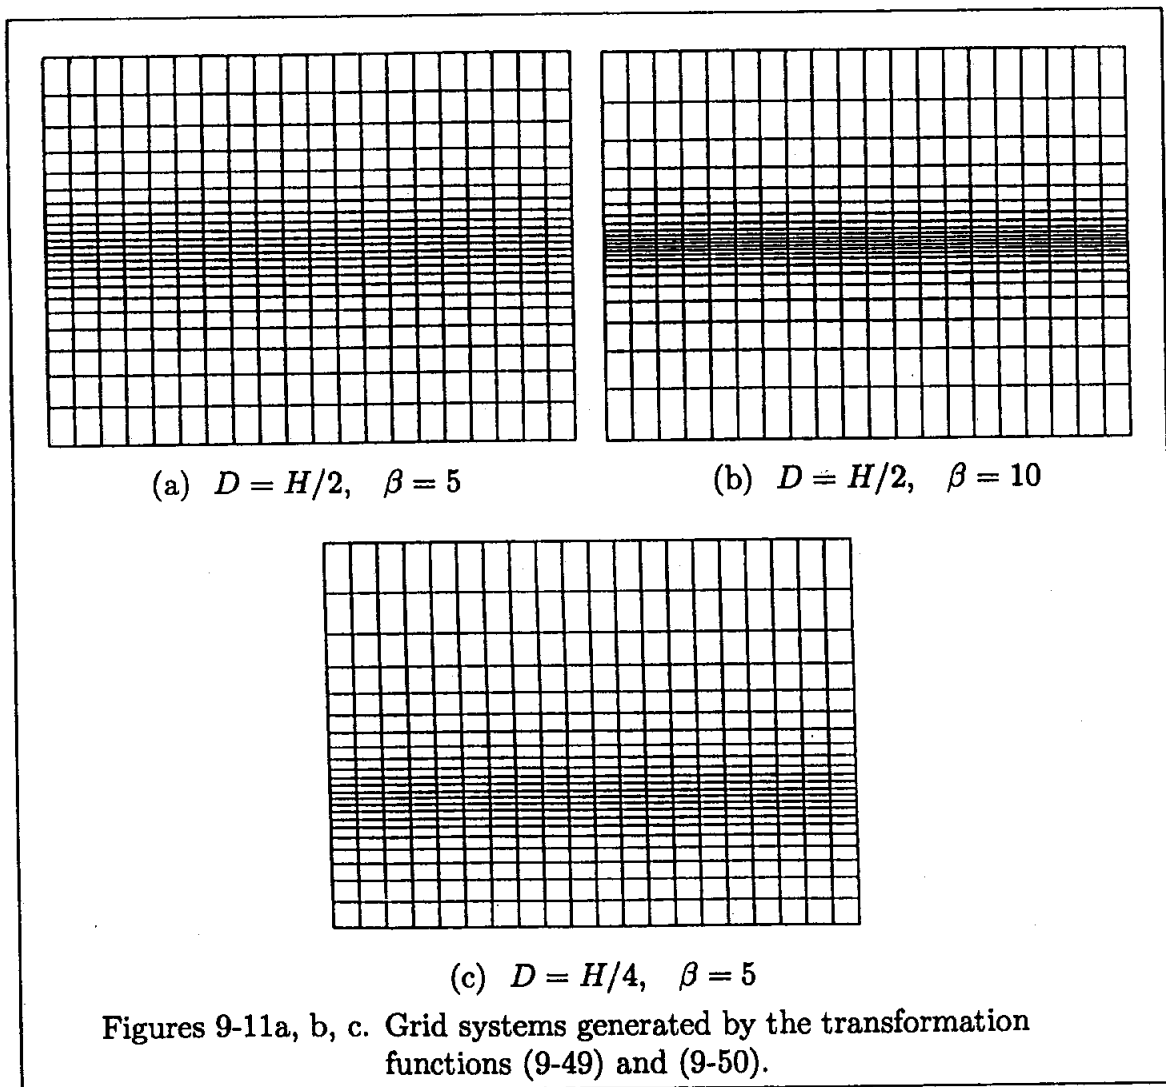 (a) D = H/2, β = 5
(b) D = H/2, β = 10
(c) D = H/4, β = 5
Figures 9-11a, b, c. Grid systems generated by the transformation
functions (9-49) and (9-50).